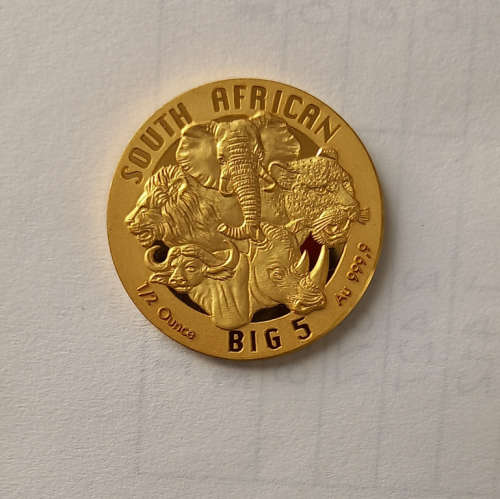 SOUTH AFRICAN
1/2 Ounce
BIG 5
Au 999,9